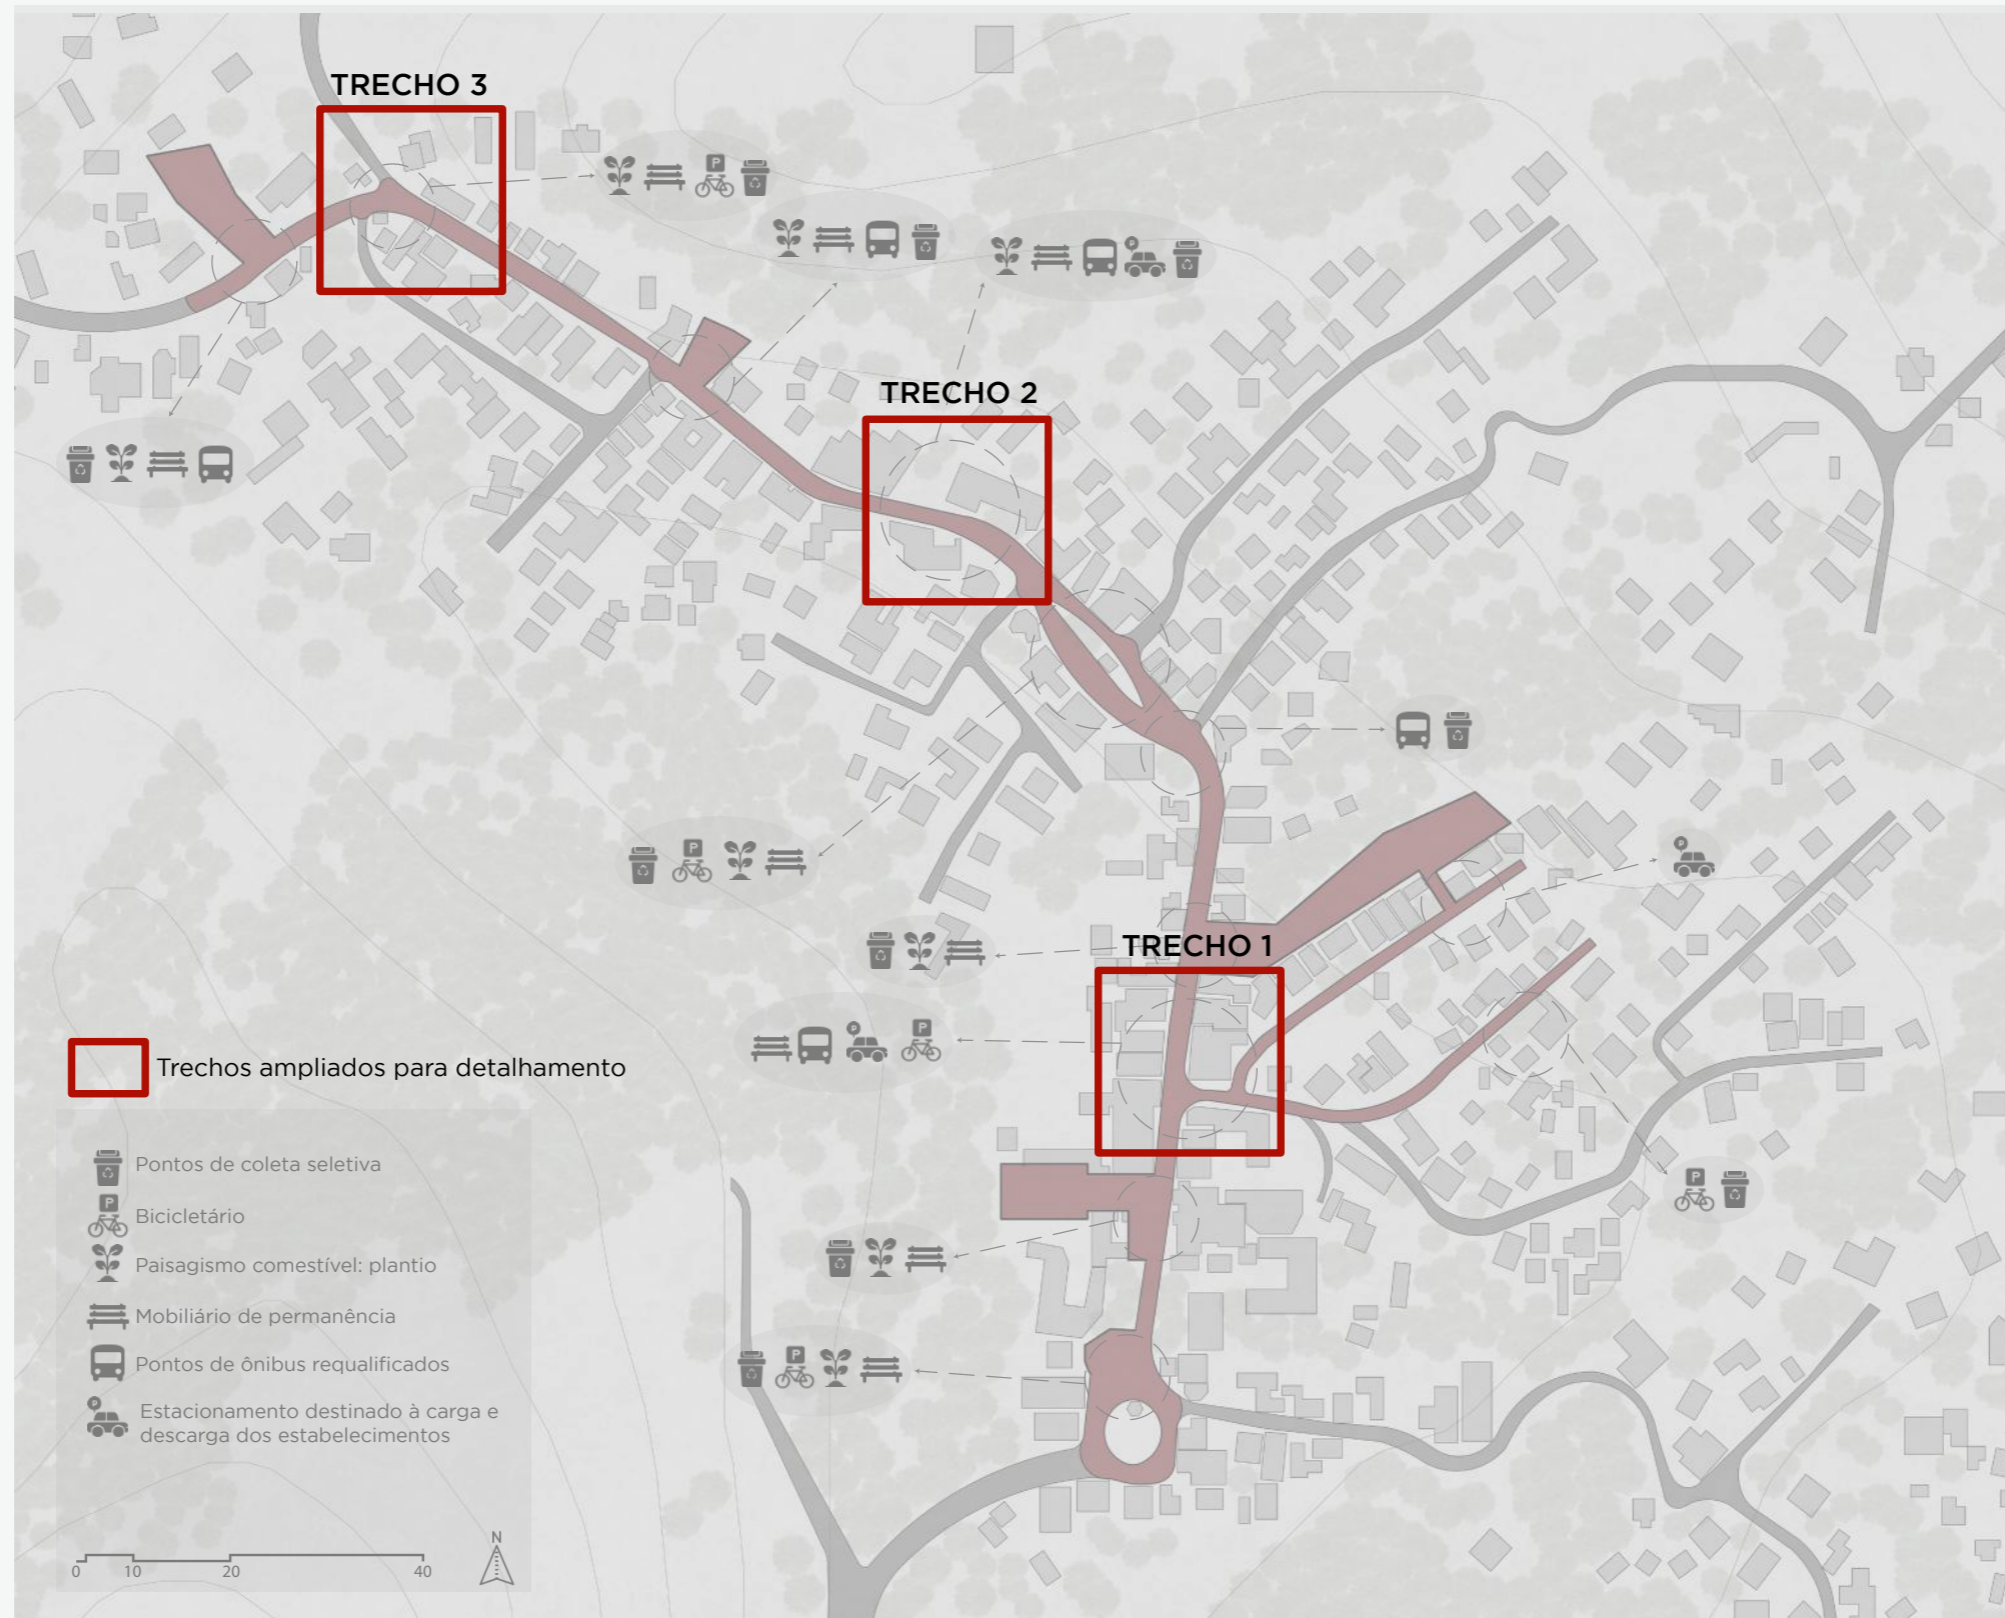 TRECHO 3
TRECHO 2
TRECHO 1
Trechos ampliados para detalhamento
P
Pontos de coleta seletiva
Bicicletário
Paisagismo comestível: plantio
Mobiliário de permanência
Pontos de ônibus requalificados
Estacionamento destinado à carga e
descarga dos estabelecimentos
0 10 20 40
N